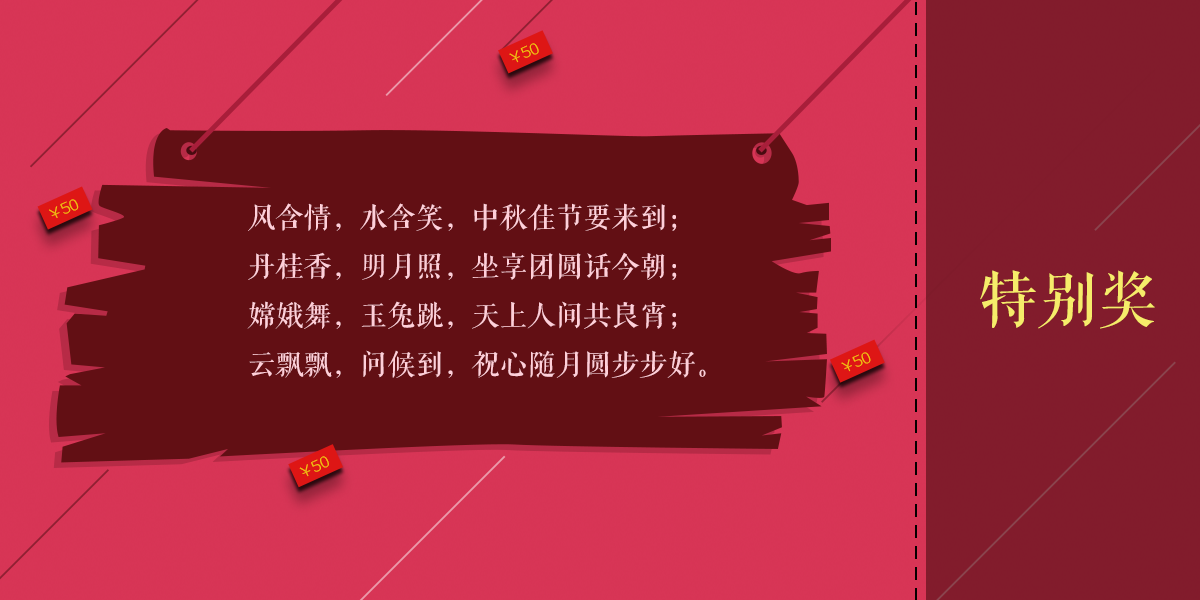 ¥50
¥50
风含情，水含笑，中秋佳节要来到；
丹桂香，明月照，坐享团圆话今朝；
嫦娥舞，玉兔跳，天上人间共良宵；
云飘飘，问候到，祝心随月圆步步好。
¥50
¥50
特别奖